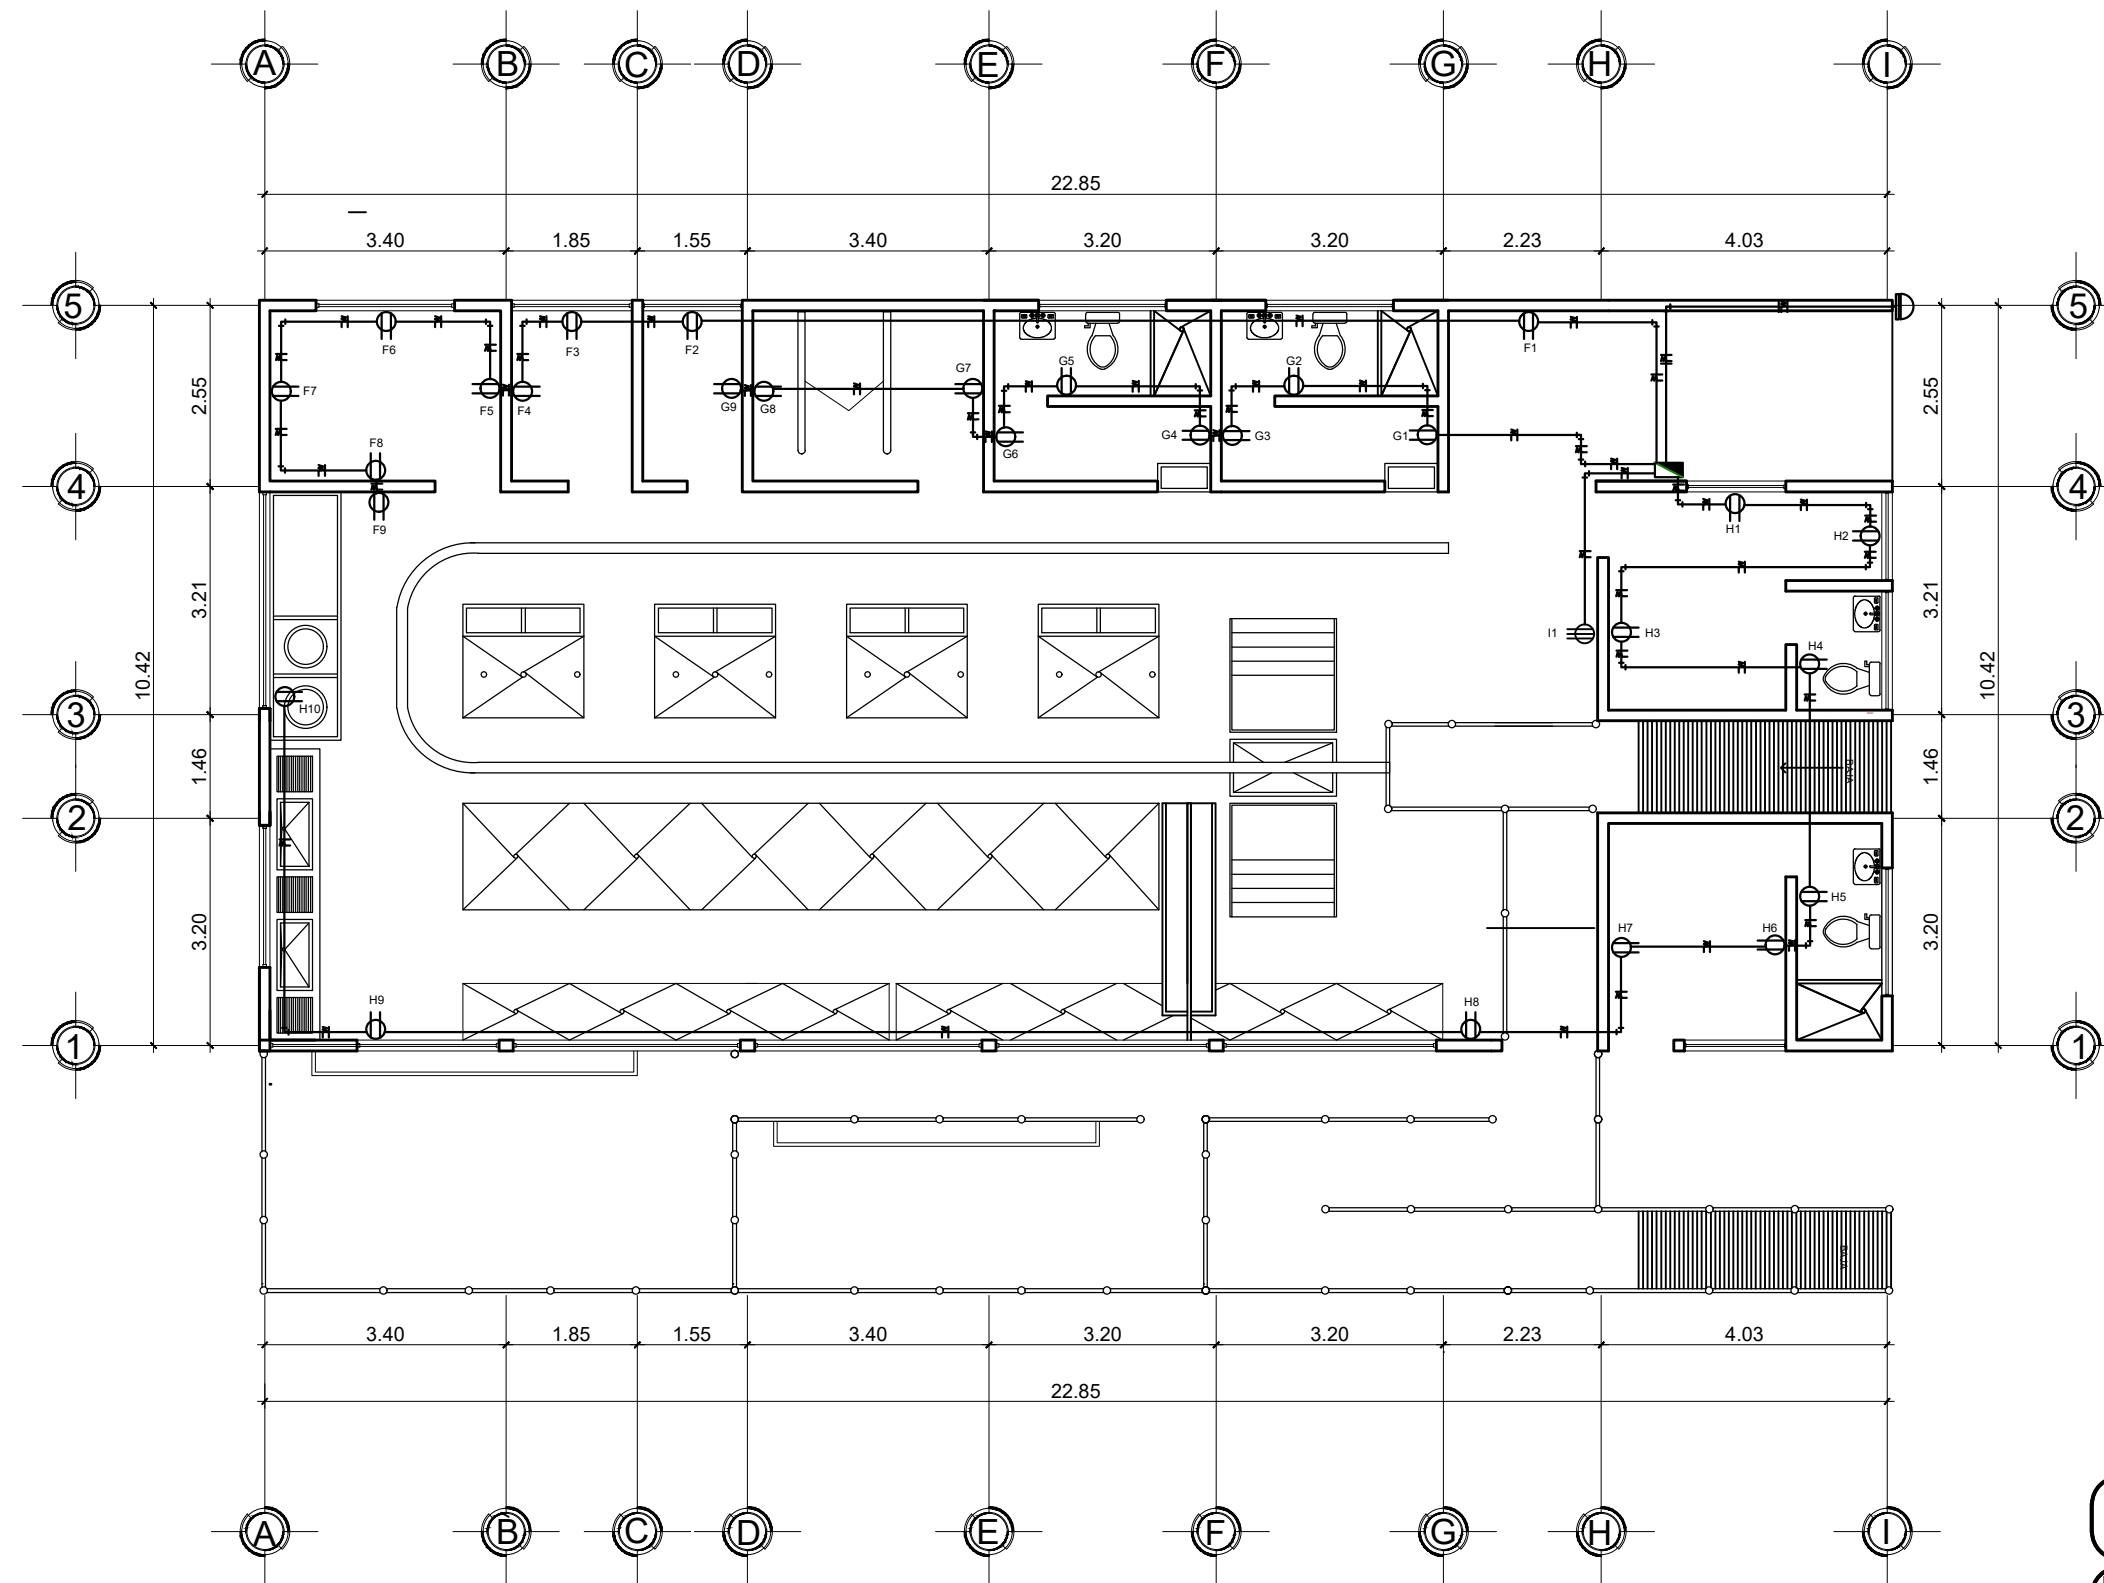 A B C D E F G H I
22.85
3.40 1.85 1.55 3.40 3.20 3.20 2.23 4.03
5 5
F6 F3 F2 F1
G5 G2
G7
F7 F5 F4 G9 G8
2.55 2.55
F8 G6 G4 G3 G1
4 4
F9 H1 H2
3.21 3.21
I1 H3 H4
10.42 10.42
H10
3 3
1.46 BAJA 1.46
2 2
H5
3.20 H7 H6 3.20
H9 H8
1 1
BAJA
3.40 1.85 1.55 3.40 3.20 3.20 2.23 4.03
22.85
A B C D E F G H I